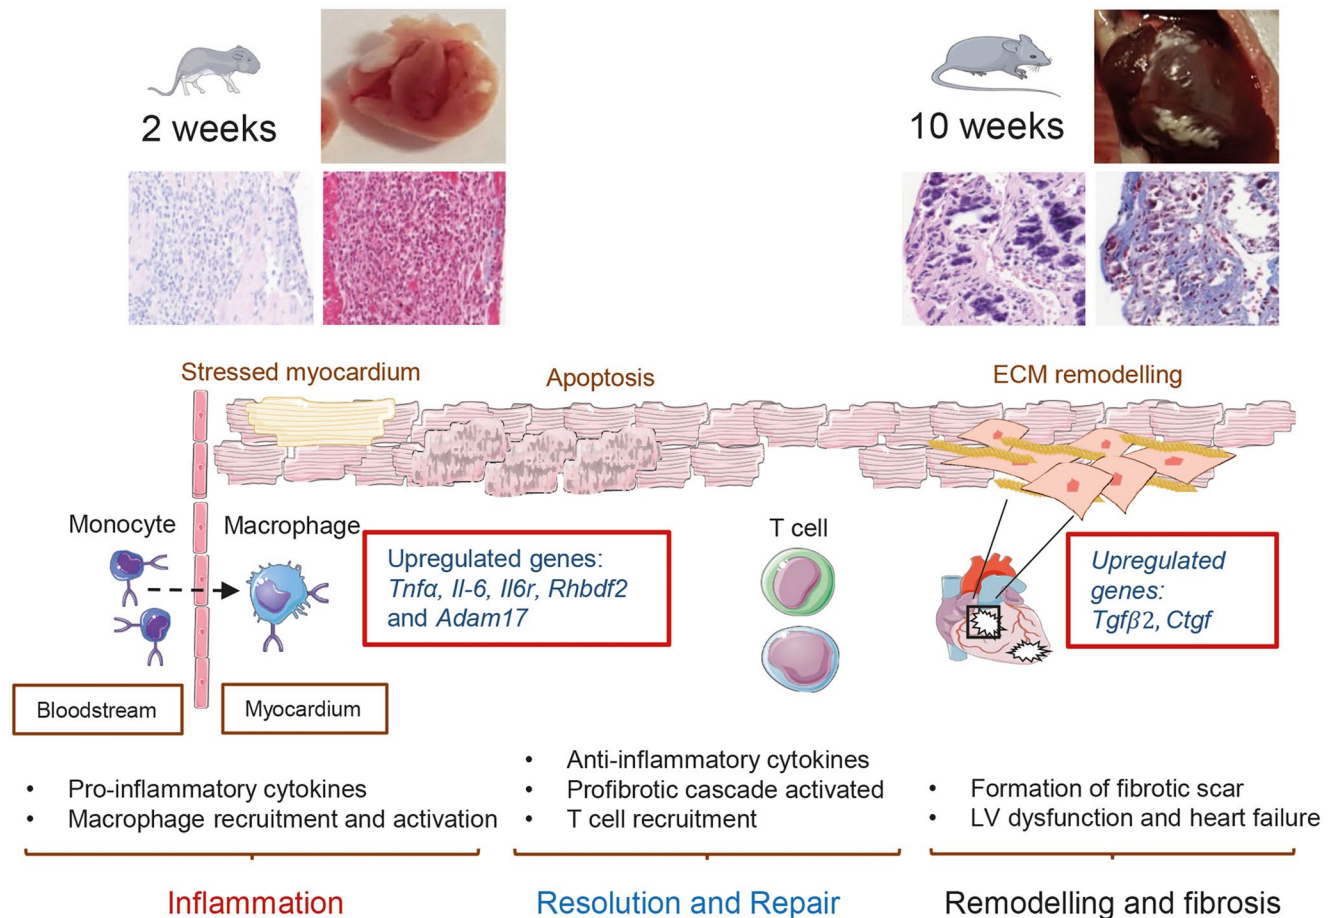 2 weeks
10 weeks
Stressed myocardium
Apoptosis
ECM remodelling
Monocyte
Macrophage
Upregulated genes:
Tnfα, Il-6, Il6r, Rhbdf2
and Adam17
T cell
Upregulated
genes:
Tgfβ2, Ctgf
Bloodstream
Myocardium
• Pro-inflammatory cytokines
• Macrophage recruitment and activation
• Anti-inflammatory cytokines
• Profibrotic cascade activated
• T cell recruitment
• Formation of fibrotic scar
• LV dysfunction and heart failure
Inflammation
Resolution and Repair
Remodelling and fibrosis